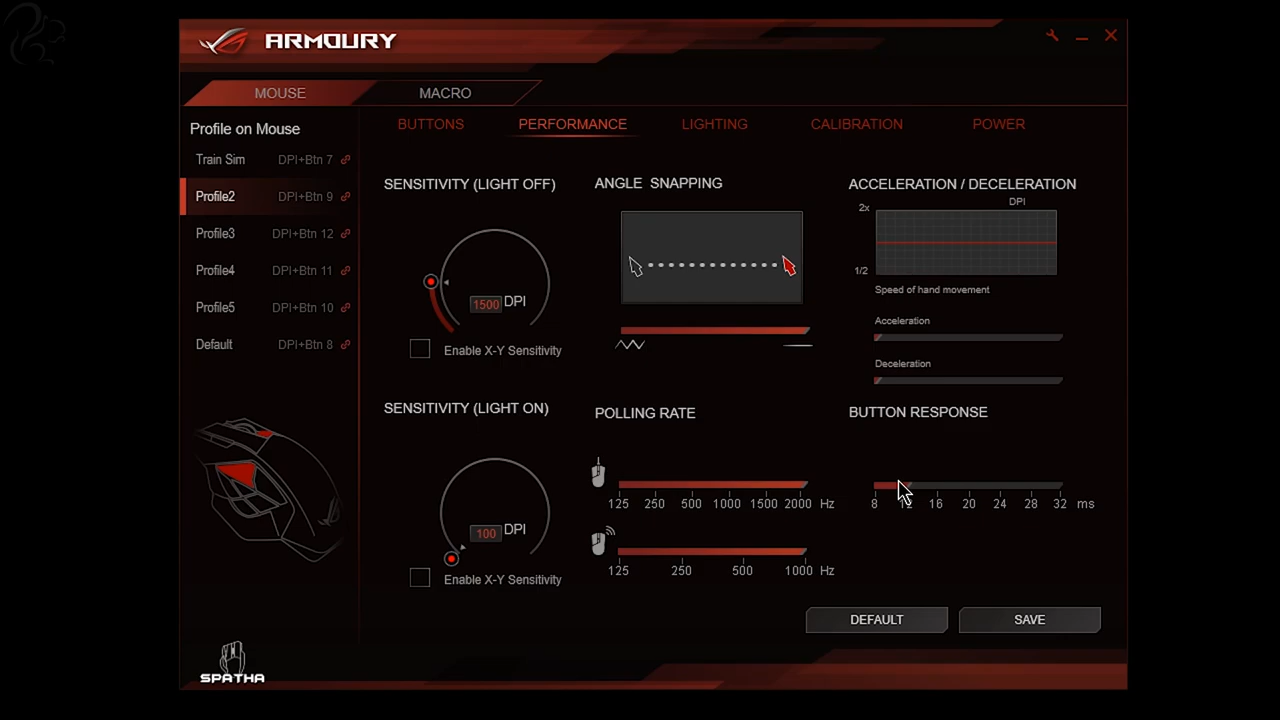 ARMOURY
MOUSE
MACRO
Profile on Mouse
Train Sim DPI+Btn 7
Profile2 DPI+Btn 9
Profile3 DPI+Btn 12
Profile4 DPI+Btn 11
Profile5 DPI+Btn 10
Default DPI+Btn 8
SPATHA
BUTTONS
PERFORMANCE
LIGHTING
CALIBRATION
POWER
SENSITIVITY (LIGHT OFF)
1500 DPI
Enable X-Y Sensitivity
SENSITIVITY (LIGHT ON)
100 DPI
Enable X-Y Sensitivity
ANGLE SNAPPING
POLLING RATE
125 250 500 1000 1500 2000 Hz
125 250 500 1000 Hz
ACCELERATION / DECELERATION
DPI
2x
1/2
Speed of hand movement
Acceleration
Deceleration
BUTTON RESPONSE
8 12 16 20 24 28 32 ms
DEFAULT
SAVE